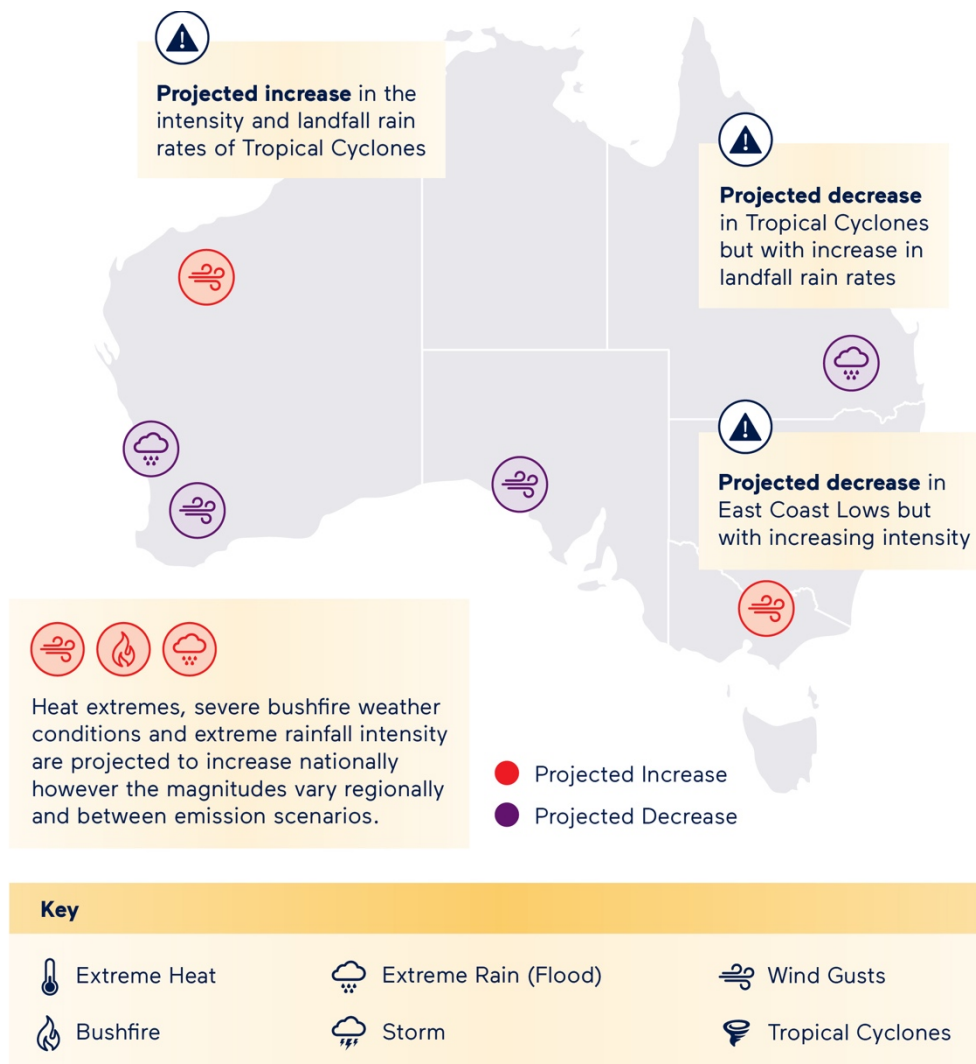 Projected increase in the
intensity and landfall rain
rates of Tropical Cyclones
Projected decrease
in Tropical Cyclones
but with increase in
landfall rain rates
Projected decrease in
East Coast Lows but
with increasing intensity
Heat extremes, severe bushfire weather
conditions and extreme rainfall intensity
are projected to increase nationally
however the magnitudes vary regionally
and between emission scenarios.
Projected Increase
Projected Decrease
Key
Extreme Heat
Extreme Rain (Flood)
Wind Gusts
Bushfire
Storm
Tropical Cyclones